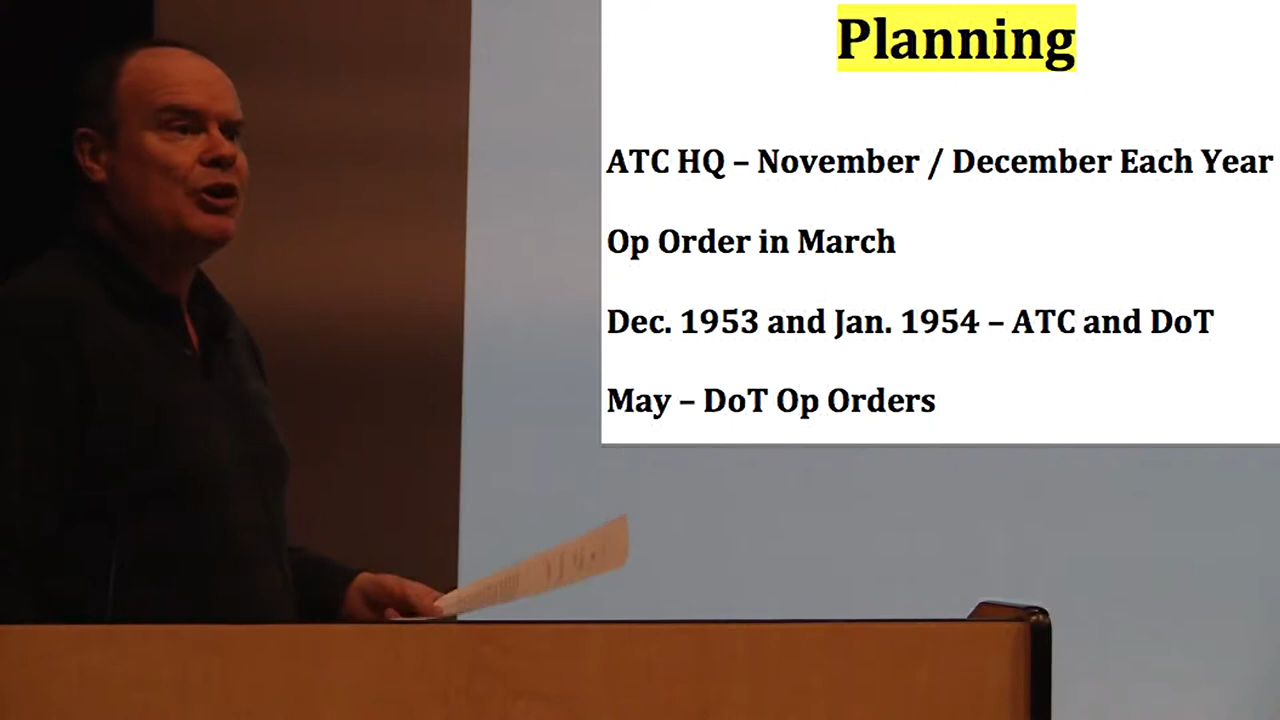 Planning
ATC HQ – November / December Each Year
Op Order in March
Dec. 1953 and Jan. 1954 – ATC and DoT
May – DoT Op Orders